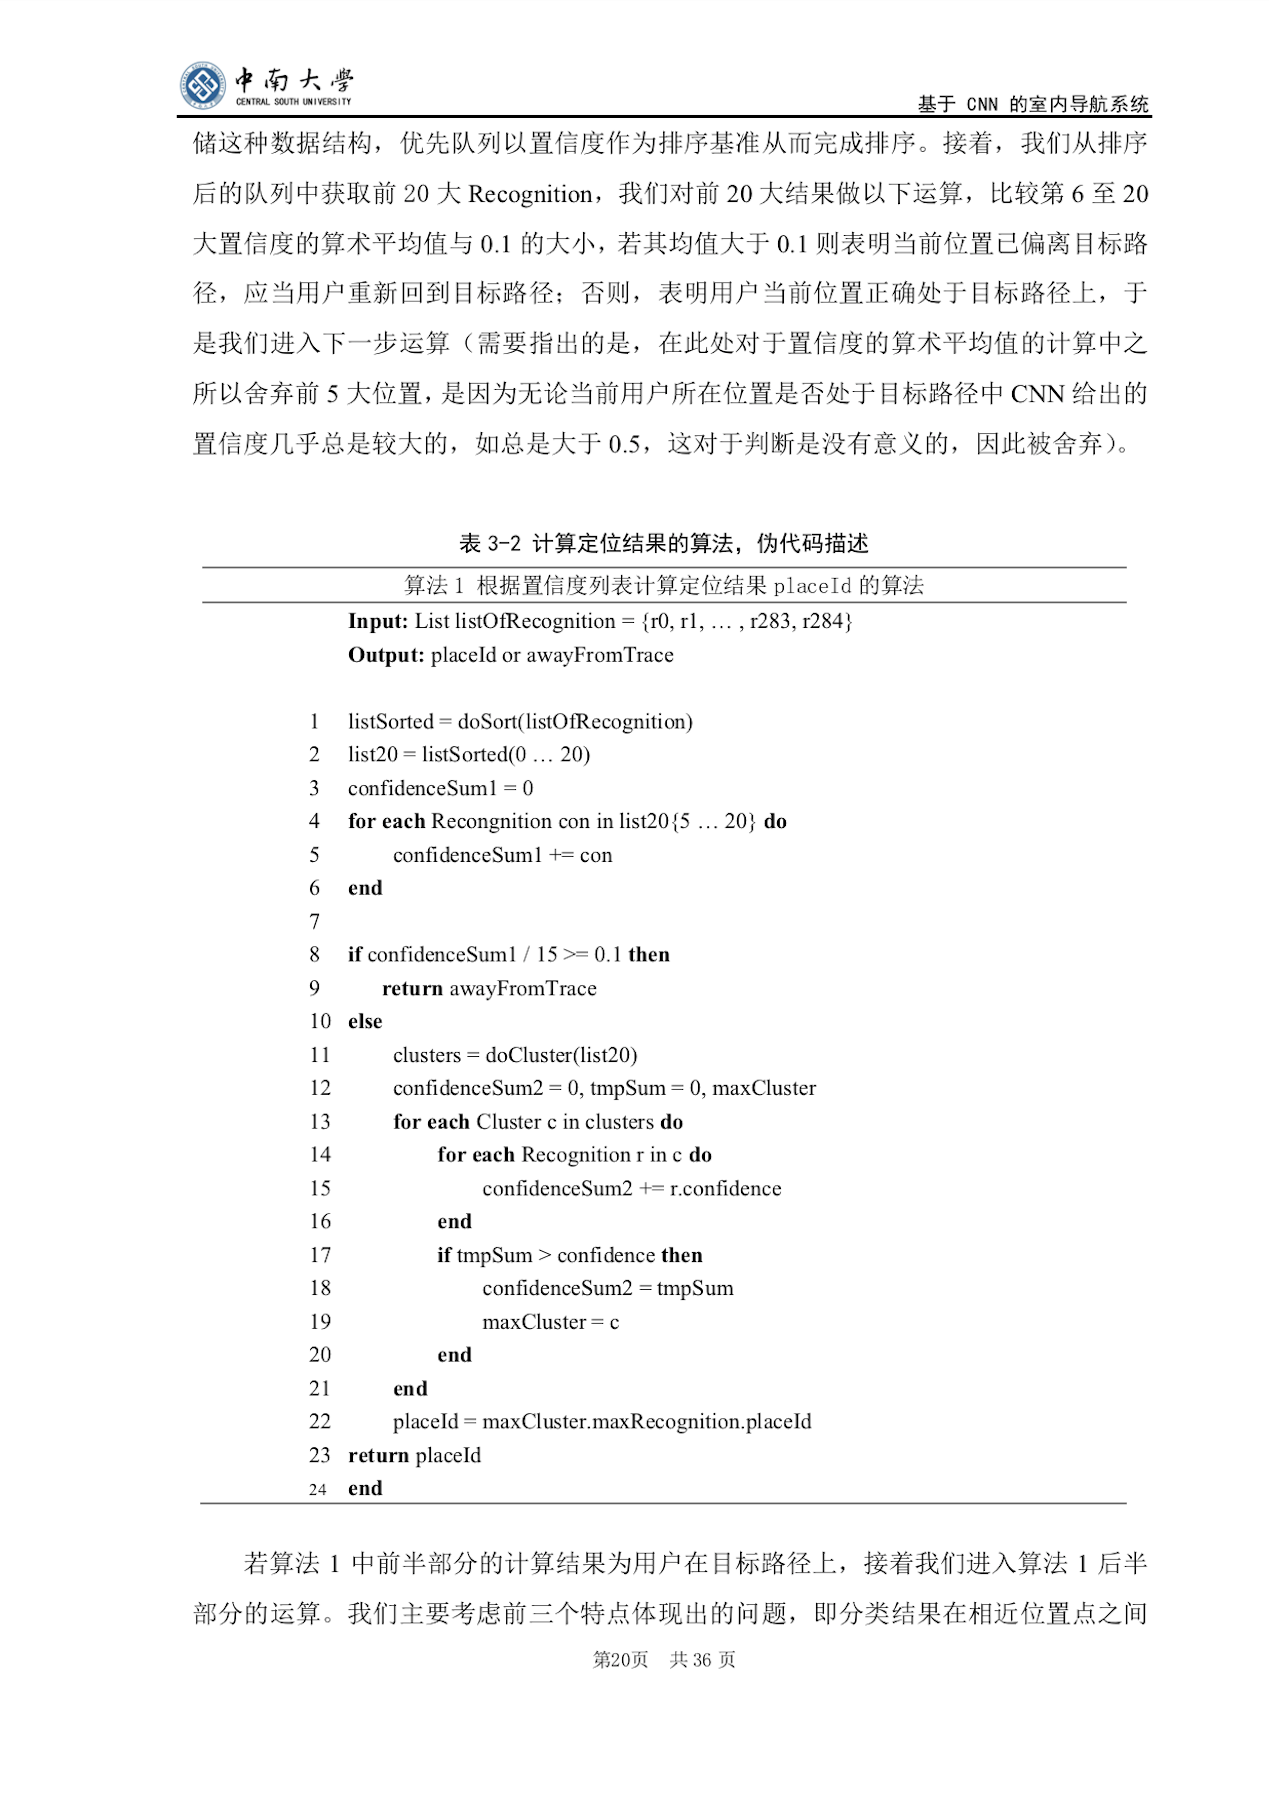 中南大学
CENTRAL SOUTH UNIVERSITY
基于 CNN 的室内导航系统
储这种数据结构，优先队列以置信度作为排序基准从而完成排序。接着，我们从排序
后的队列中获取前 20 大 Recognition，我们对前 20 大结果做以下运算，比较第 6 至 20
大置信度的算术平均值与 0.1 的大小，若其均值大于 0.1 则表明当前位置已偏离目标路
径，应当用户重新回到目标路径；否则，表明用户当前位置正确处于目标路径上，于
是我们进入下一步运算（需要指出的是，在此处对于置信度的算术平均值的计算中之
所以舍弃前 5 大位置，是因为无论当前用户所在位置是否处于目标路径中 CNN 给出的
置信度几乎总是较大的，如总是大于 0.5，这对于判断是没有意义的，因此被舍弃）。
表 3-2 计算定位结果的算法，伪代码描述
算法 1 根据置信度列表计算定位结果 placeId 的算法
Input: List listOfRecognition = {r0, r1, … , r283, r284}
Output: placeId or awayFromTrace
1 listSorted = doSort(listOfRecognition)
2 list20 = listSorted(0 … 20)
3 confidenceSum1 = 0
4 for each Recongnition con in list20{5 … 20} do
5 confidenceSum1 += con
6 end
7
8 if confidenceSum1 / 15 >= 0.1 then
9 return awayFromTrace
10 else
11 clusters = doCluster(list20)
12 confidenceSum2 = 0, tmpSum = 0, maxCluster
13 for each Cluster c in clusters do
14 for each Recognition r in c do
15 confidenceSum2 += r.confidence
16 end
17 if tmpSum > confidence then
18 confidenceSum2 = tmpSum
19 maxCluster = c
20 end
21 end
22 placeId = maxCluster.maxRecognition.placeId
23 return placeId
24 end
若算法 1 中前半部分的计算结果为用户在目标路径上，接着我们进入算法 1 后半
部分的运算。我们主要考虑前三个特点体现出的问题，即分类结果在相近位置点之间
第20页 共 36 页